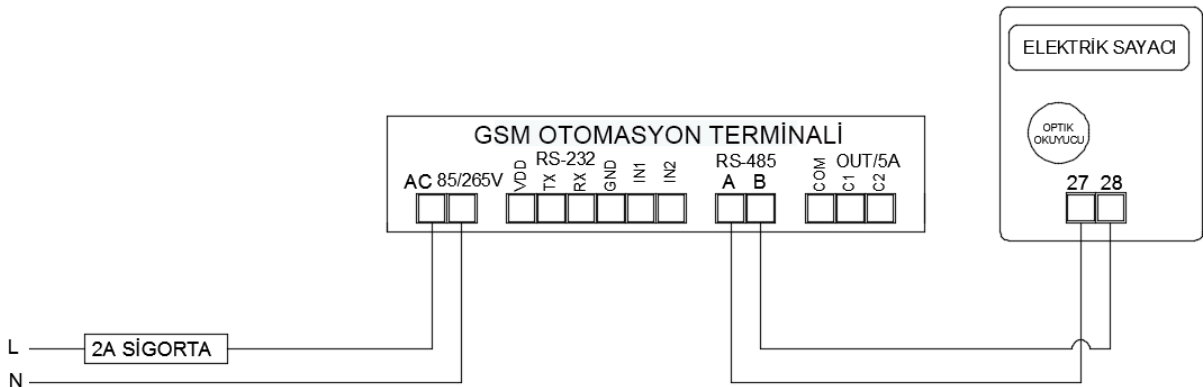 ELEKTRİK SAYACI
OPTIK
OKUYUCU
GSM OTOMASYON TERMİNALİ
RS-232
RS-485
OUT/5A
AC 85/265V
VDD
TX
RX
GND
IN1
IN2
A B
COM
C1
C2
27 28
L
2A SİGORTA
N